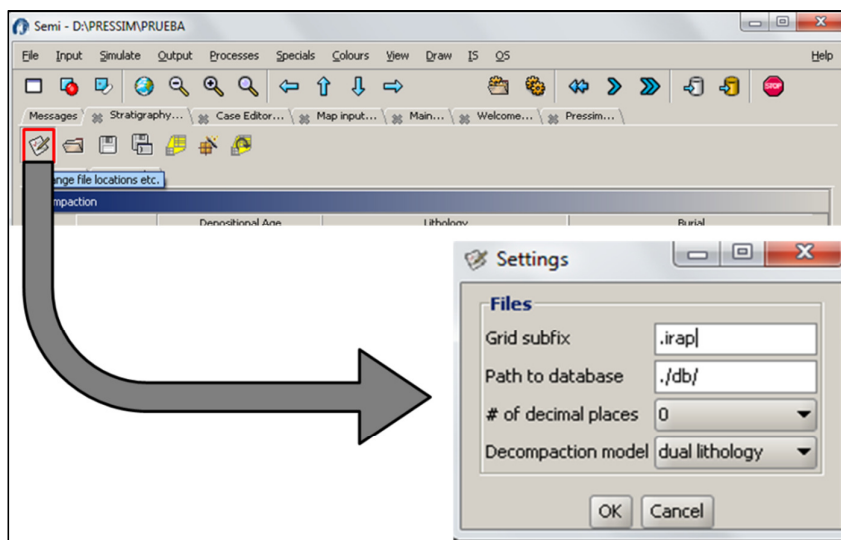 Semi - D:\PRESSIM\PRUEBA
File Input Simulate Output Processes Specials Colours View Draw IS OS Help
STOP
Messages Stratigraphy... Case Editor... Map input... Main... Welcome... Pressim...
ange file locations etc.
mpaction
Depositional Age Lithology Burial
Settings
Files
Grid subfix .irap
Path to database ./db/
# of decimal places 0
Decompaction model dual lithology
OK Cancel